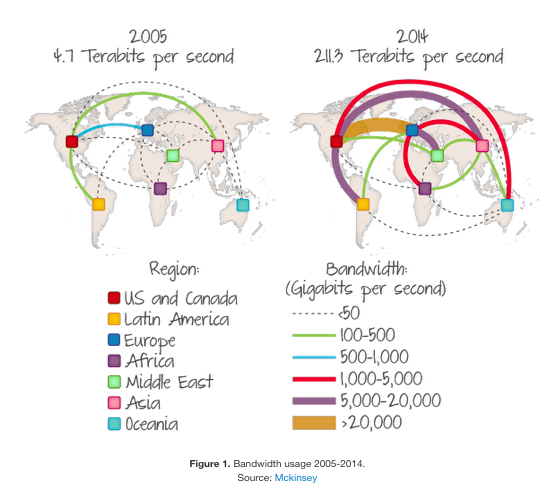 2005
4.7 Terabits per second
2014
211.3 Terabits per second
Region:
US and Canada
Latin America
Europe
Africa
Middle East
Asia
Oceania
Bandwidth:
(Gigabits per second)
<50
100-500
500-1,000
1,000-5,000
5,000-20,000
>20,000
Figure 1. Bandwidth usage 2005-2014.
Source: Mckinsey